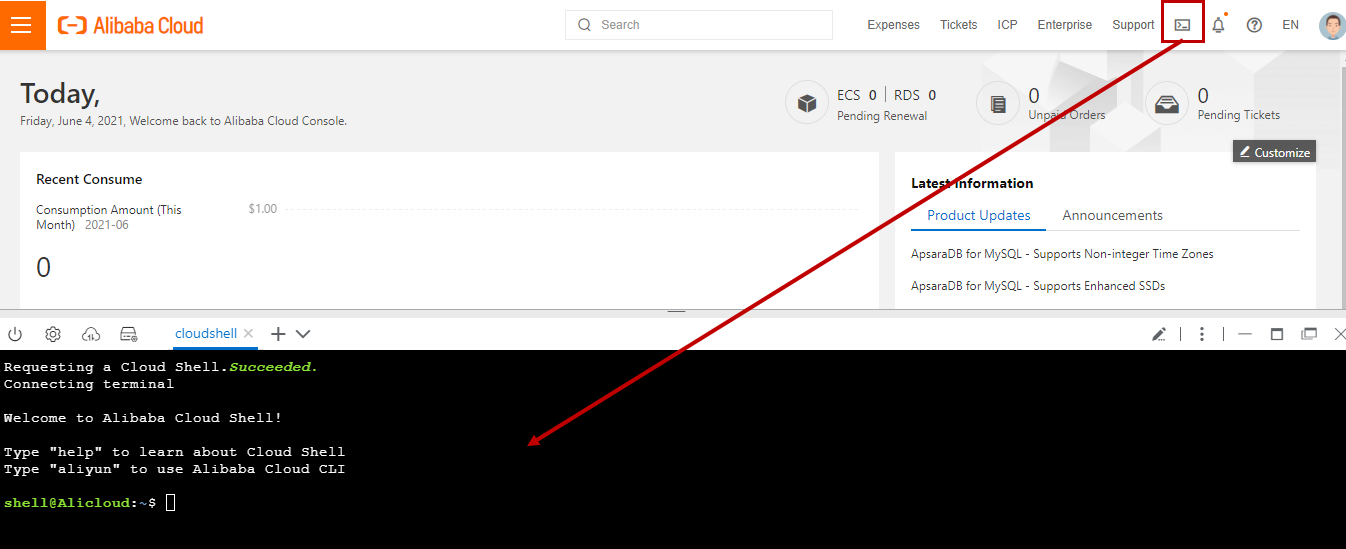 Alibaba Cloud
Search
Expenses Tickets ICP Enterprise Support EN
Today,
Friday, June 4, 2021, Welcome back to Alibaba Cloud Console.
ECS 0 RDS 0
Pending Renewal
0
Unpaid Orders
0
Pending Tickets
Customize
Recent Consume
Consumption Amount (This
Month) 2021-06
0
$1.00
Latest Information
Product Updates Announcements
ApsaraDB for MySQL - Supports Non-integer Time Zones
ApsaraDB for MySQL - Supports Enhanced SSDs
cloudshell
Requesting a Cloud Shell.Succeeded.
Connecting terminal
Welcome to Alibaba Cloud Shell!
Type "help" to learn about Cloud Shell
Type "aliyun" to use Alibaba Cloud CLI
shell@Alicloud:~$